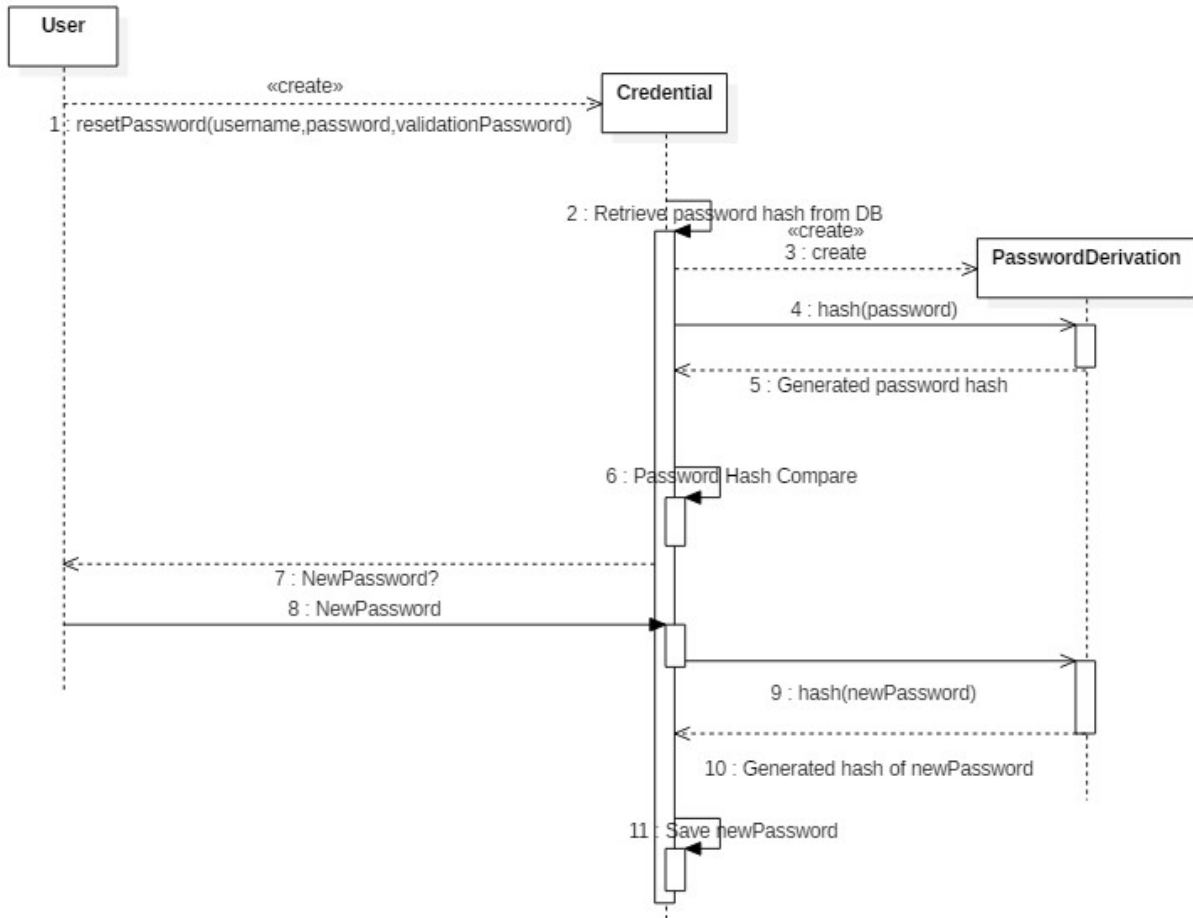 User
«create»
Credential
1 : resetPassword(username,password,validationPassword)
2 : Retrieve password hash from DB
«create»
3 : create
PasswordDerivation
4 : hash(password)
5 : Generated password hash
6 : Password Hash Compare
7 : NewPassword?
8 : NewPassword
9 : hash(newPassword)
10 : Generated hash of newPassword
11 : Save newPassword